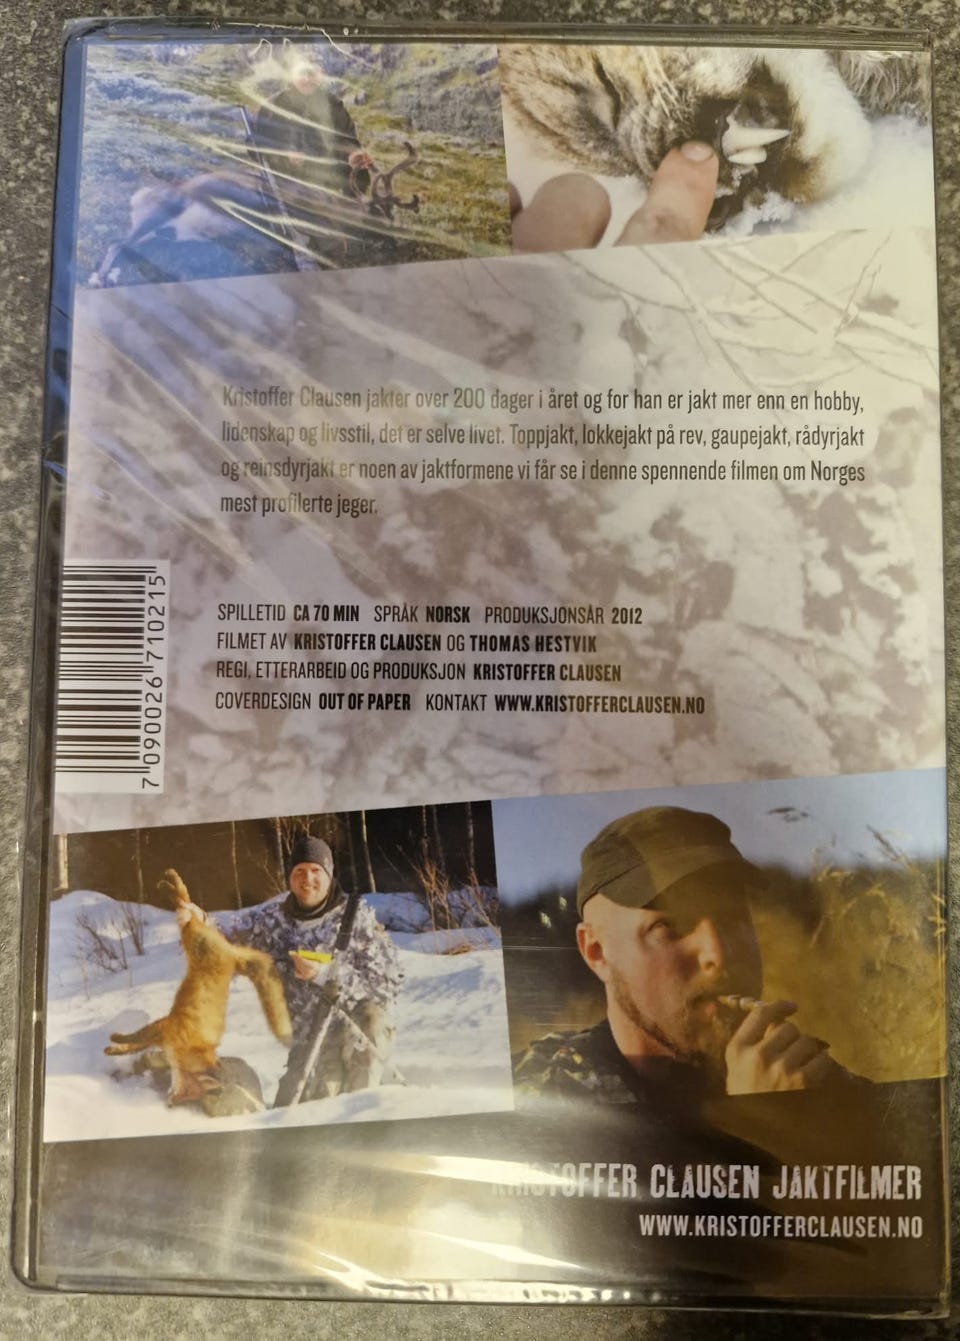 Kristoffer Clausen jakter over 200 dager i året og for han er jakt mer enn en hobby,
lidenskap og livsstil, det er selve livet. Toppjakt, lokkejakt på rev, gaupejakt, rådyrjakt
og reinsdyrjakt er noen av jaktformene vi får se i denne spennende filmen om Norges
mest profilerte jeger.
SPILLETID CA 70 MIN SPRÅK NORSK PRODUKSJONSÅR 2012
FILMET AV KRISTOFFER CLAUSEN OG THOMAS HESTVIK
REGI, ETTERARBEID OG PRODUKSJON KRISTOFFER CLAUSEN
COVERDESIGN OUT OF PAPER KONTAKT WWW.KRISTOFFERCLAUSEN.NO
7 090026 710215
KRISTOFFER CLAUSEN JAKTFILMER
WWW.KRISTOFFERCLAUSEN.NO